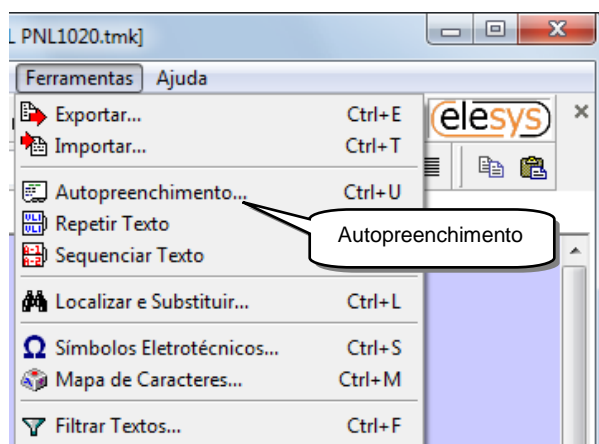 L PNL1020.tmk]
Ferramentas Ajuda
Exportar... Ctrl+E
elesys
Importar... Ctrl+T
Autopreenchimento... Ctrl+U
Repetir Texto
Autopreenchimento
Sequenciar Texto
Localizar e Substituir... Ctrl+L
Símbolos Eletrotécnicos... Ctrl+S
Mapa de Caracteres... Ctrl+M
Filtrar Textos... Ctrl+F